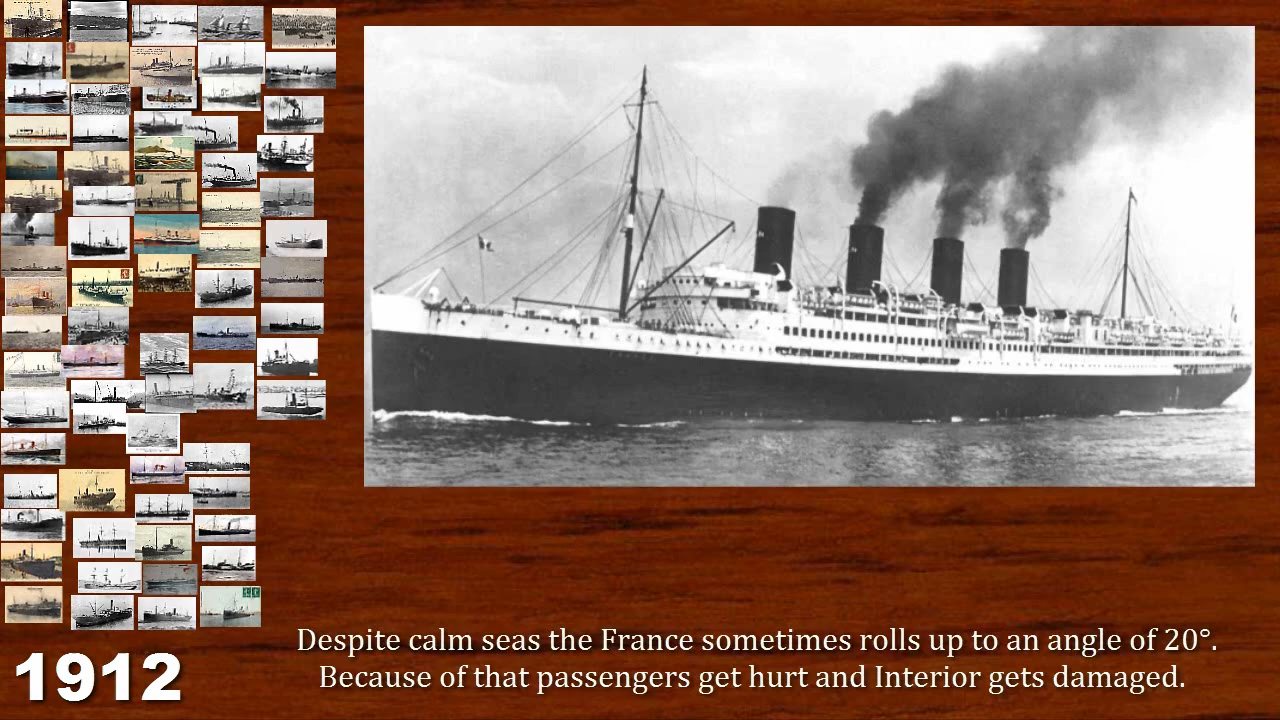 Despite calm seas the France sometimes rolls up to an angle of 20°.
Because of that passengers get hurt and Interior gets damaged.
1912